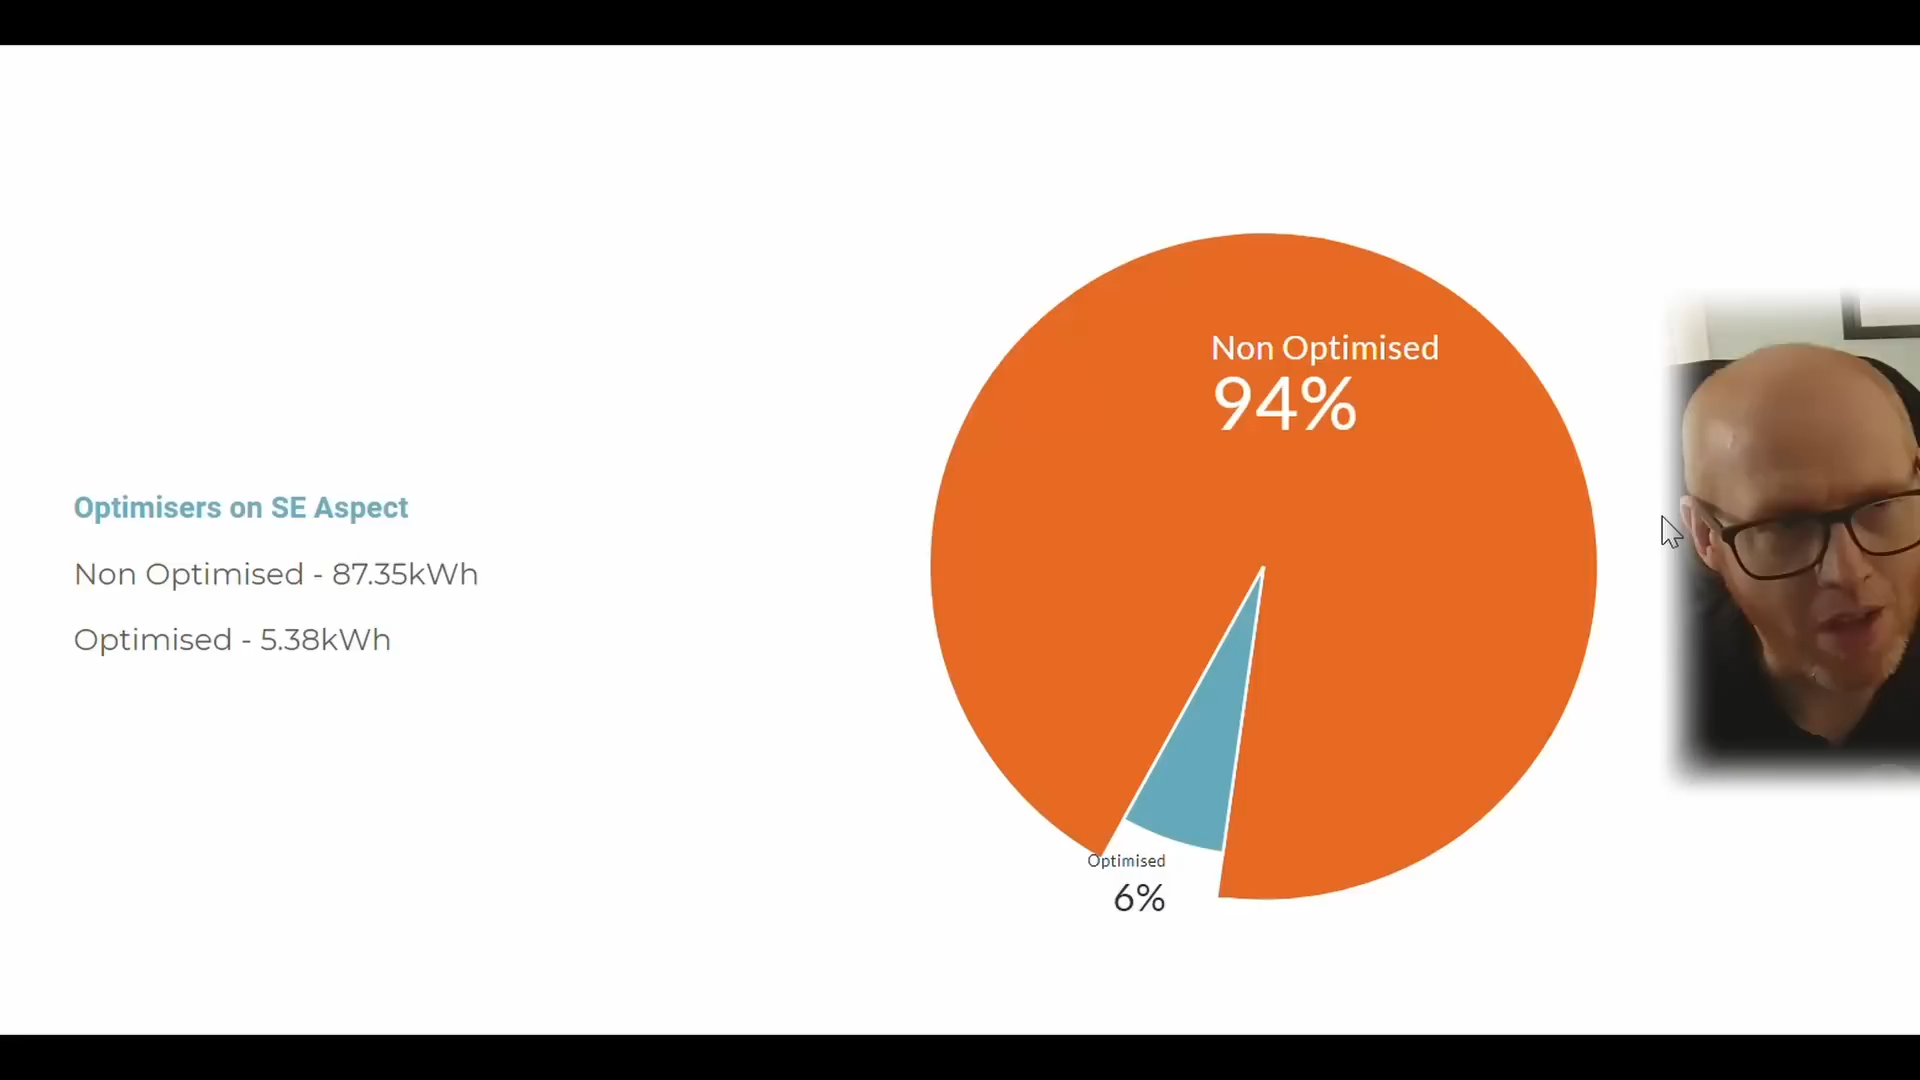 Optimisers on SE Aspect
Non Optimised - 87.35kWh
Optimised - 5.38kWh
Non Optimised
94%
Optimised
6%